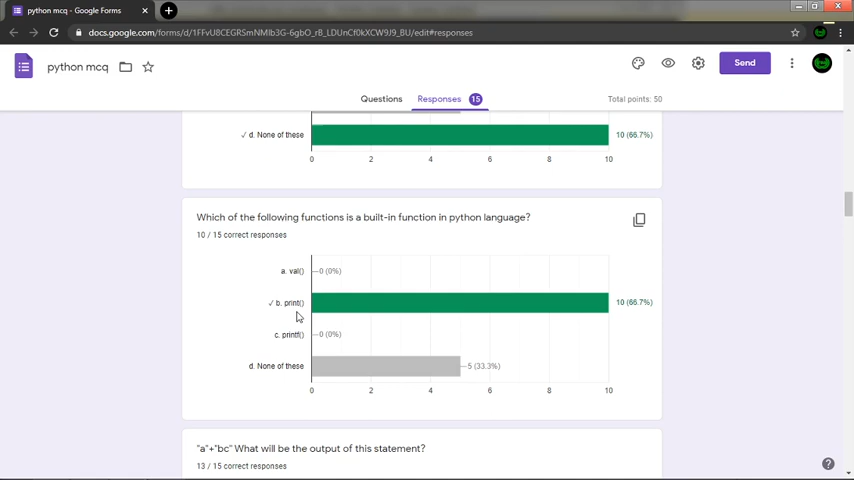 python mcq - Google Forms
docs.google.com/forms/d/1FFvU8CEGRSmNMIb3G-6gbO_rB_LDUnCf0kXCW9J9_BU/edit#responses
python mcq
Send
Questions
Responses
15
Total points: 50
✓ d. None of these
10 (66.7%)
0 2 4 6 8 10
Which of the following functions is a built-in function in python language?
10 / 15 correct responses
a. val()
0 (0%)
✓ b. print()
10 (66.7%)
c. printf()
0 (0%)
d. None of these
5 (33.3%)
0 2 4 6 8 10
"a"+"bc" What will be the output of this statement?
13 / 15 correct responses